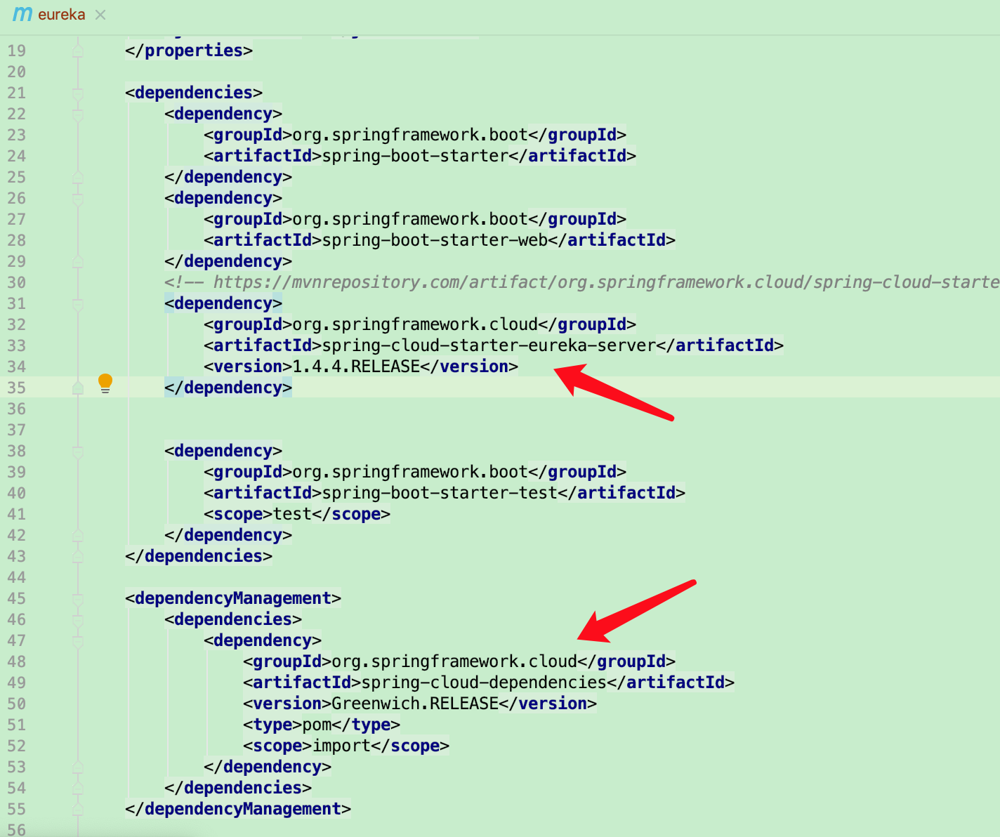 m eureka
19 </properties>
20
21 <dependencies>
22 <dependency>
23 <groupId>org.springframework.boot</groupId>
24 <artifactId>spring-boot-starter</artifactId>
25 </dependency>
26 <dependency>
27 <groupId>org.springframework.boot</groupId>
28 <artifactId>spring-boot-starter-web</artifactId>
29 </dependency>
30 <!-- https://mvnrepository.com/artifact/org.springframework.cloud/spring-cloud-starte
31 <dependency>
32 <groupId>org.springframework.cloud</groupId>
33 <artifactId>spring-cloud-starter-eureka-server</artifactId>
34 <version>1.4.4.RELEASE</version>
35 </dependency>
36
37
38 <dependency>
39 <groupId>org.springframework.boot</groupId>
40 <artifactId>spring-boot-starter-test</artifactId>
41 <scope>test</scope>
42 </dependency>
43 </dependencies>
44
45 <dependencyManagement>
46 <dependencies>
47 <dependency>
48 <groupId>org.springframework.cloud</groupId>
49 <artifactId>spring-cloud-dependencies</artifactId>
50 <version>Greenwich.RELEASE</version>
51 <type>pom</type>
52 <scope>import</scope>
53 </dependency>
54 </dependencies>
55 </dependencyManagement>
56